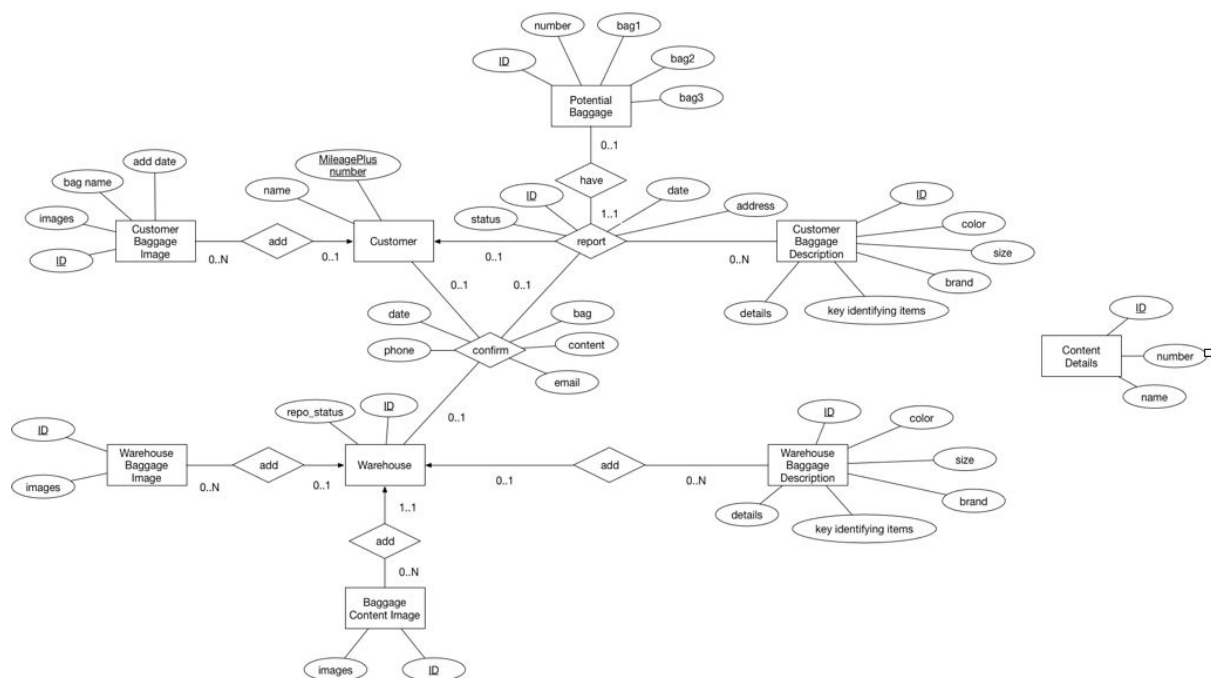 number
bag1
ID
bag2
bag3
Potential
Baggage
0..1
have
1..1
add date
bag name
images
ID
Customer
Baggage
Image
0..N
add
0..1
MileagePlus
number
name
Customer
0..1
status
ID
date
address
report
0..N
Customer
Baggage
Description
ID
color
size
brand
key identifying items
details
0..1
0..1
date
phone
confirm
bag
content
email
0..1
ID
number
name
Content
Details
ID
images
Warehouse
Baggage
Image
0..N
add
0..1
repo_status
ID
Warehouse
0..1
add
0..N
Warehouse
Baggage
Description
ID
color
size
brand
key identifying items
details
1..1
add
0..N
Baggage
Content Image
images
ID